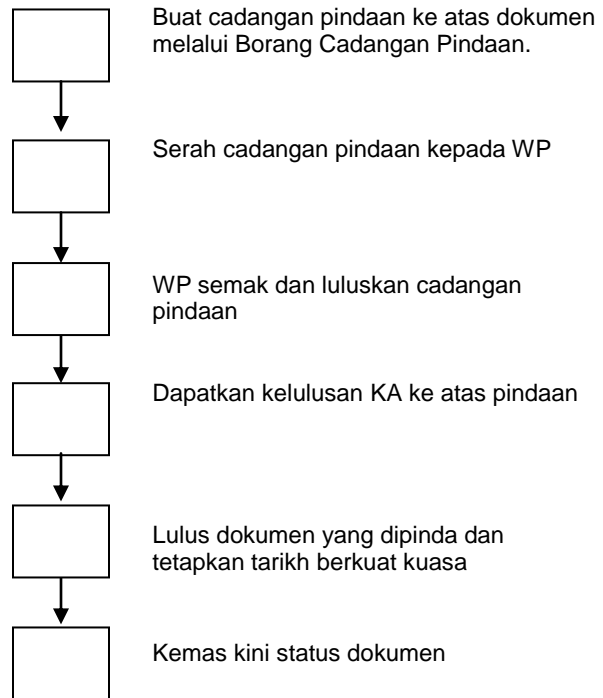 Buat cadangan pindaan ke atas dokumen
melalui Borang Cadangan Pindaan.
Serah cadangan pindaan kepada WP
WP semak dan luluskan cadangan
pindaan
Dapatkan kelulusan KA ke atas pindaan
Lulus dokumen yang dipinda dan
tetapkan tarikh berkuat kuasa
Kemas kini status dokumen